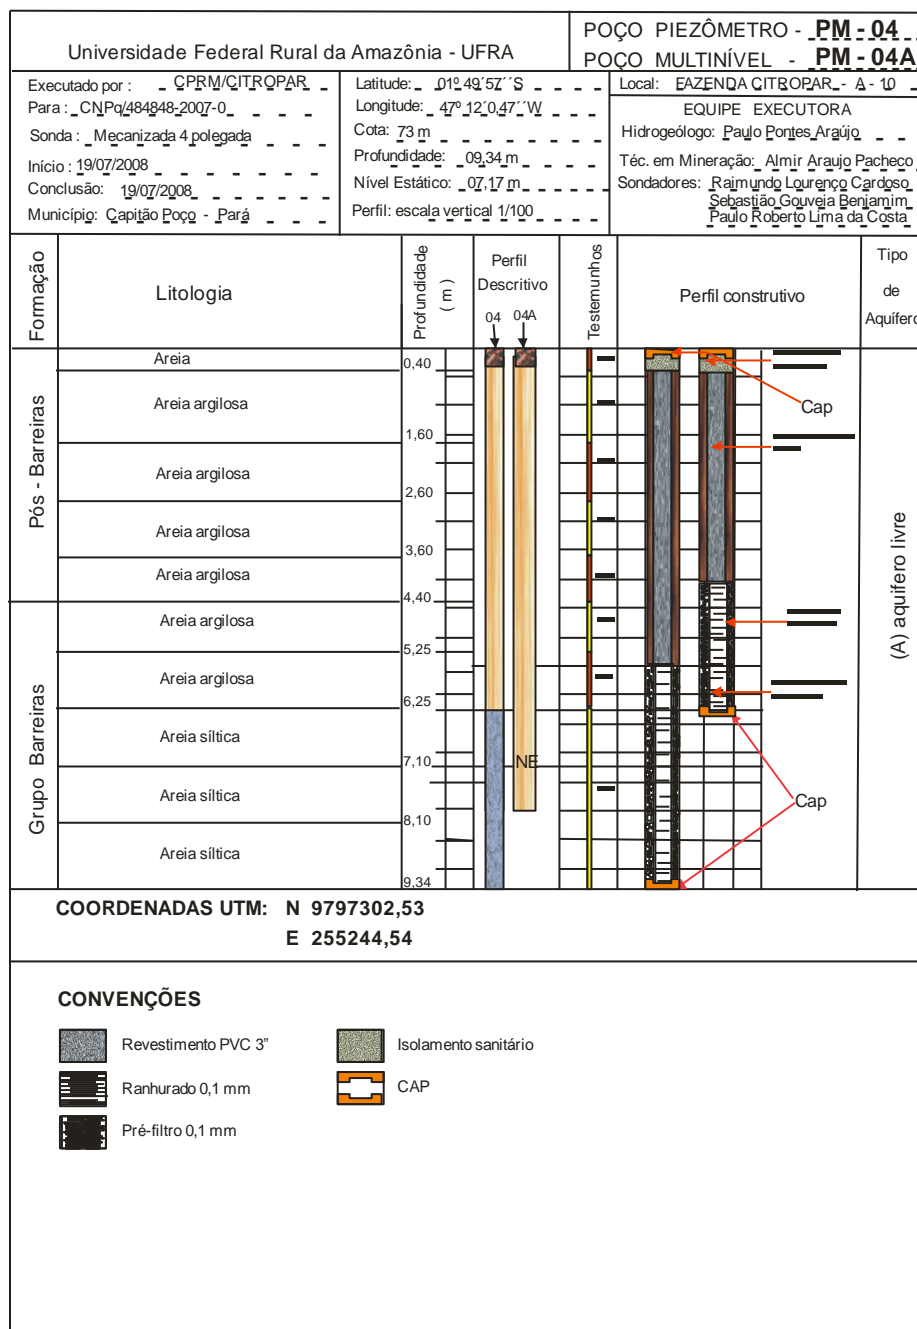 Universidade Federal Rural da Amazônia - UFRA
POÇO PIEZÔMETRO - PM - 04
POÇO MULTINÍVEL - PM - 04A
Executado por : CPRM/CITROPAR
Para : CNPq/484848-2007-0
Sonda : Mecanizada 4 polegada
Início : 19/07/2008
Conclusão: 19/07/2008
Município: Capitão Poço - Pará
Latitude: 01º 49´57´´S
Longitude: 47º 12´0,47´´W
Cota: 73 m
Profundidade: 09,34 m
Nível Estático: 07,17 m
Perfil: escala vertical 1/100
Local: FAZENDA CITROPAR - A - 10
EQUIPE EXECUTORA
Hidrogeólogo: Paulo Pontes Araújo
Téc. em Mineração: Almir Araujo Pacheco
Sondadores: Raimundo Lourenço Cardoso
Sebastião Gouveia Benjamim
Paulo Roberto Lima da Costa
Formação
Litologia
Profundidade
( m )
Perfil
Descritivo
04 04A
Testemunhos
Perfil construtivo
Tipo
de
Aquífero
Pós - Barreiras
Areia
0,40
Areia argilosa
1,60
Areia argilosa
2,60
Areia argilosa
3,60
Areia argilosa
4,40
Grupo Barreiras
Areia argilosa
5,25
Areia argilosa
6,25
Areia síltica
7,10
Areia síltica
8,10
Areia síltica
9.34
NE
Cap
Cap
(A) aquífero livre
COORDENADAS UTM: N 9797302,53
E 255244,54
CONVENÇÕES
Revestimento PVC 3”
Ranhurado 0,1 mm
Pré-filtro 0,1 mm
Isolamento sanitário
CAP